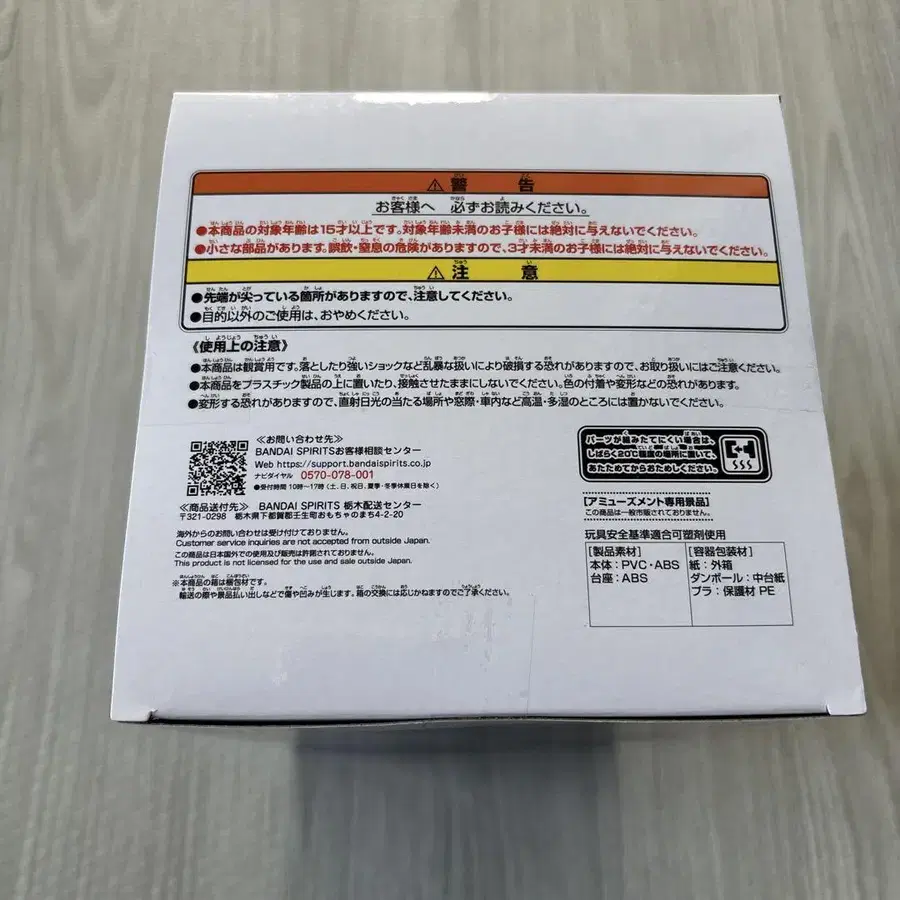 ⚠警告
お客様へ 必ずお読みください。
●本商品の対象年齢は15才以上です。対象年齢未満のお子様には絶対に与えないでください。
●小さな部品があります。誤飲・窒息の危険がありますので、3才未満のお子様には絶対に与えないでください。
⚠注意
●先端が尖っている箇所がありますので、注意してください。
●目的以外のご使用は、おやめください。
《使用上の注意》
●本商品は観賞用です。落としたり強いショックなど乱暴な扱いにより破損する恐れがありますので、お取り扱いにはご注意ください。
●本商品をプラスチック製品の上に置いたり、接触させたままにしないでください。色の付着や変形などの恐れがあります。
●変形する恐れがありますので、直射日光の当たる場所や窓際・車内など高温・多湿のところには置かないでください。
≪お問い合わせ先≫
BANDAI SPIRITSお客様相談センター
Web https://support.bandaispirits.co.jp
ナビダイヤル 0570-078-001
●受付時間 10時〜17時(土、日、祝日、夏季・冬季休業日を除く)
≪商品送付先≫ BANDAI SPIRITS 栃木配送センター
〒321-0298 栃木県下都賀郡壬生町おもちゃのまち4-2-20
海外からのお問い合わせは受け付けておりません。
Customer service inquiries are not accepted from outside Japan.
この商品は日本国外での使用及び販売は許諾されておりません。
This product is not licensed for the use and sale outside Japan.
※本商品の箱は梱包材です。
輸送の際や景品払い出しなどで傷や凹みが生じます。箱の交換には応じかねますのでご了承ください。
パーツが組みたてにくい場合は、
しばらく20℃程度の場所に置いて、
あたためてからおためしください。
[アミューズメント専用景品]
この商品は一般市販されておりません。
玩具安全基準適合可塑剤使用
[製品素材]
本体:PVC・ABS
台座:ABS
[容器包装材]
紙:外箱
ダンボール:中台紙
プラ:保護材 PE